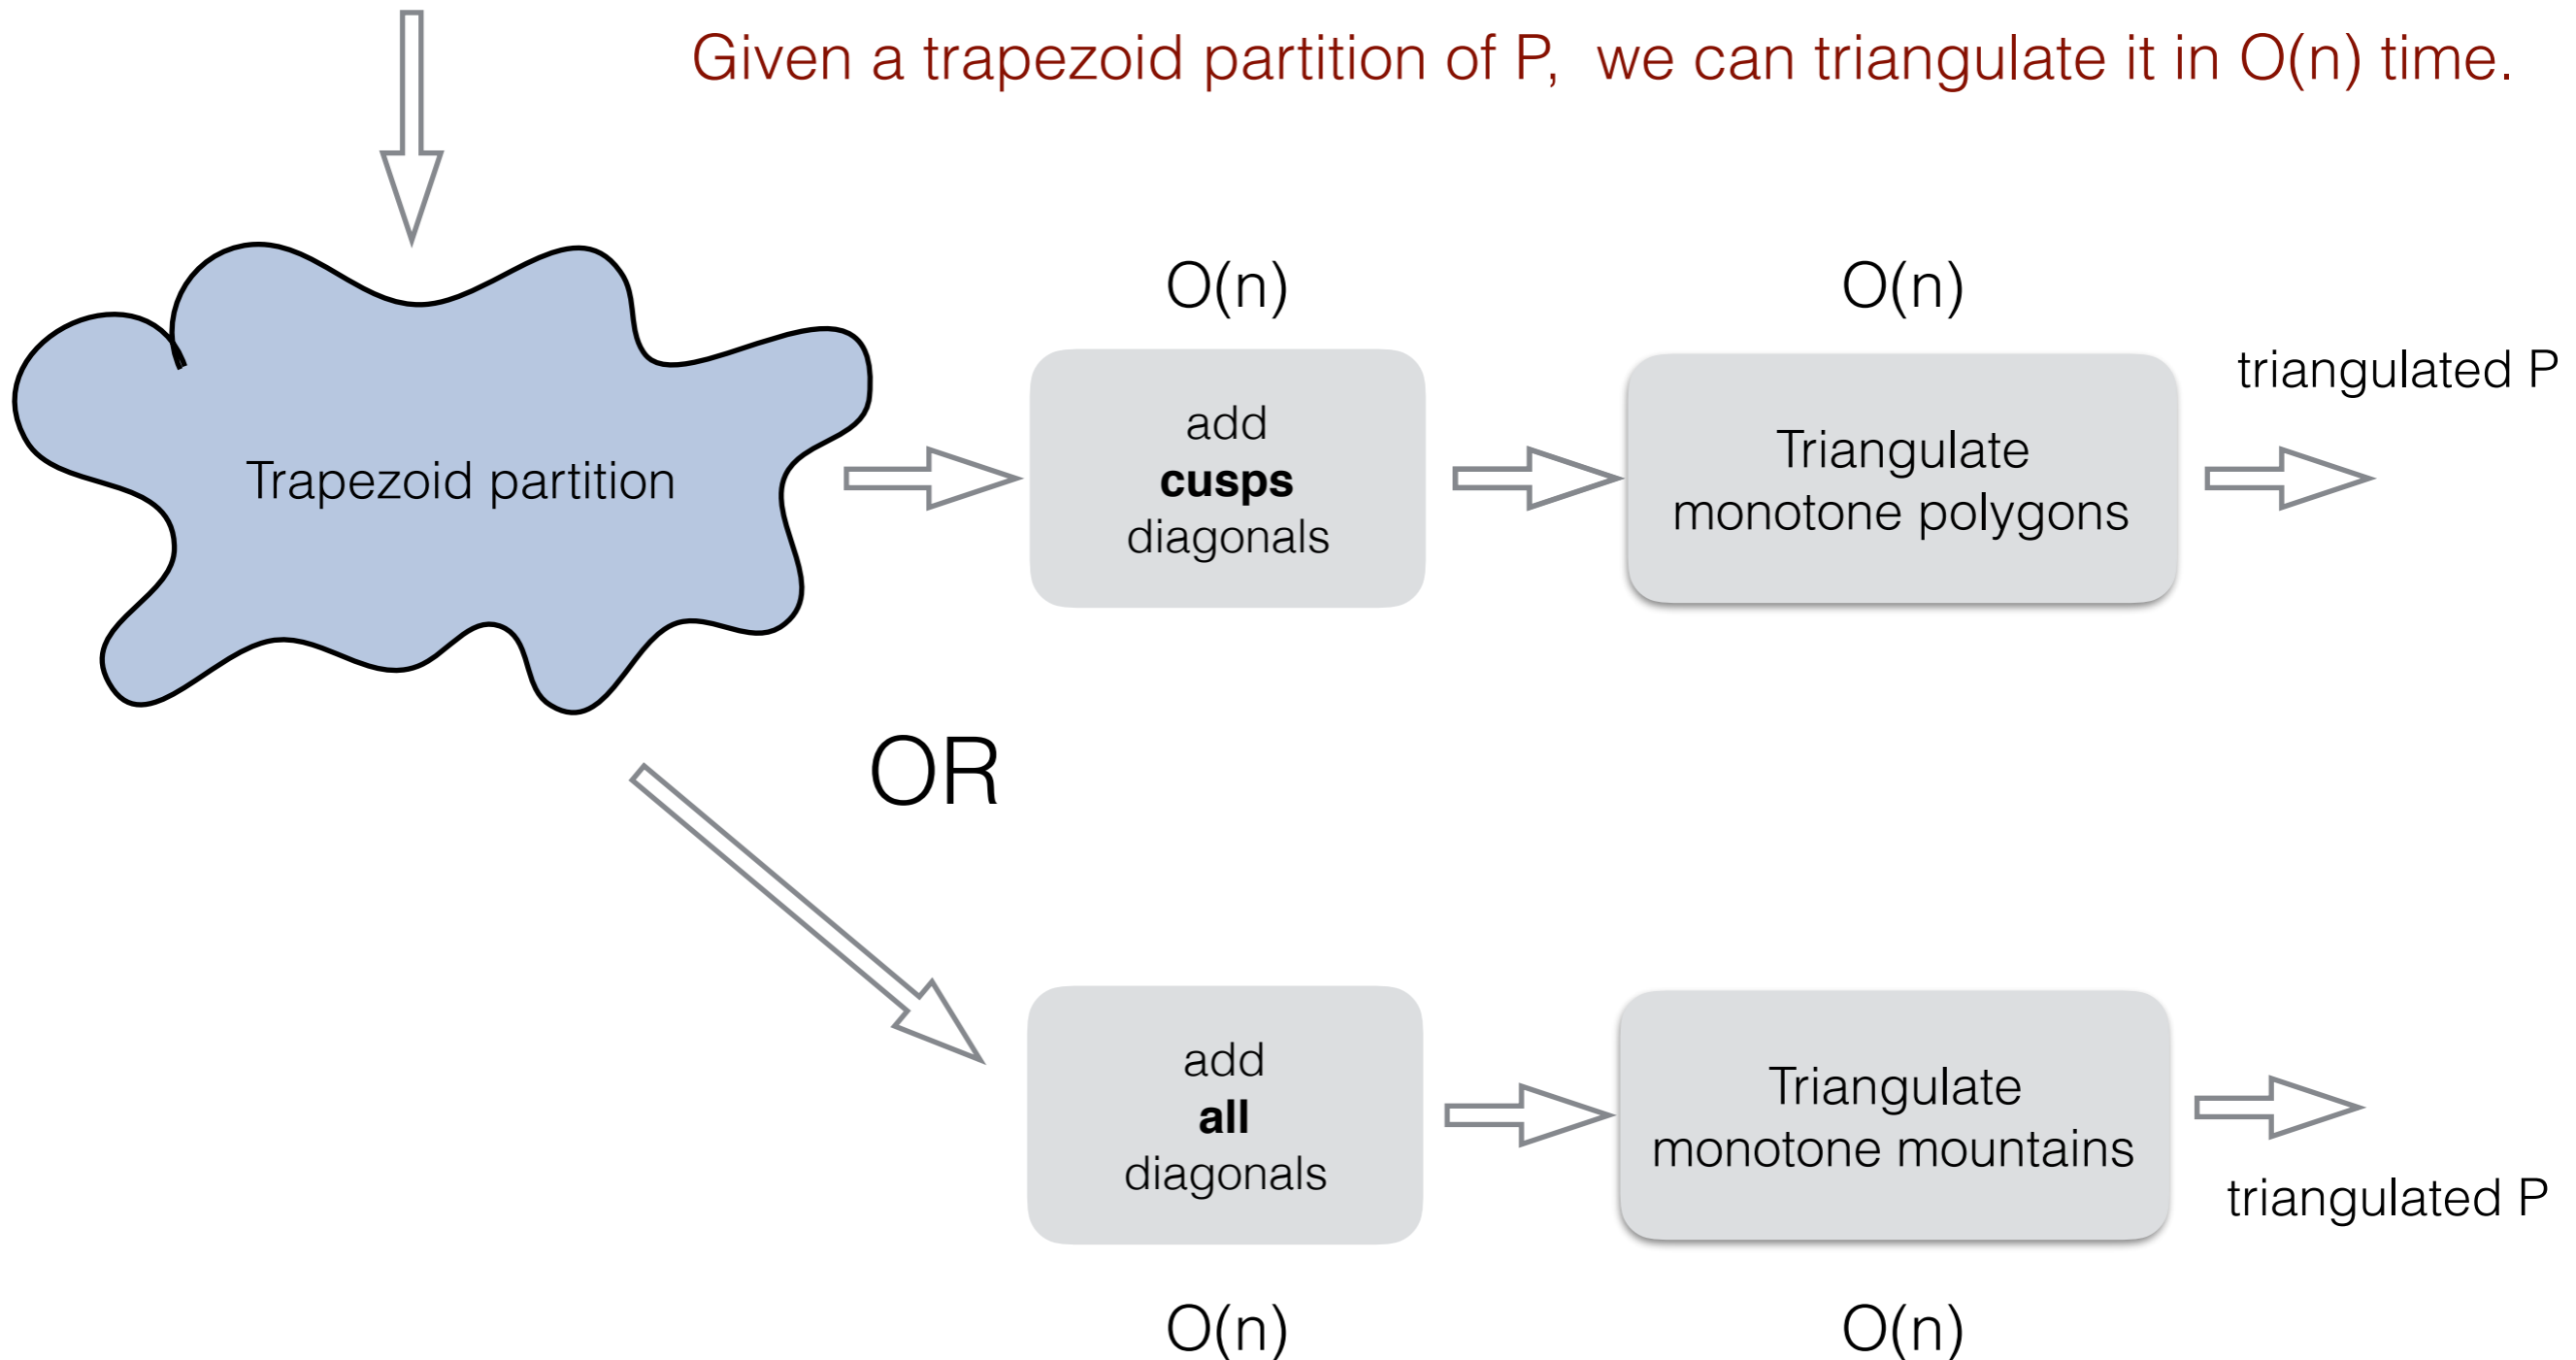 Given a trapezoid partition of P, we can triangulate it in O(n) time.
Trapezoid partition
O(n)
add
cusps
diagonals
O(n)
Triangulate
monotone polygons
triangulated P
OR
add
all
diagonals
O(n)
Triangulate
monotone mountains
O(n)
triangulated P